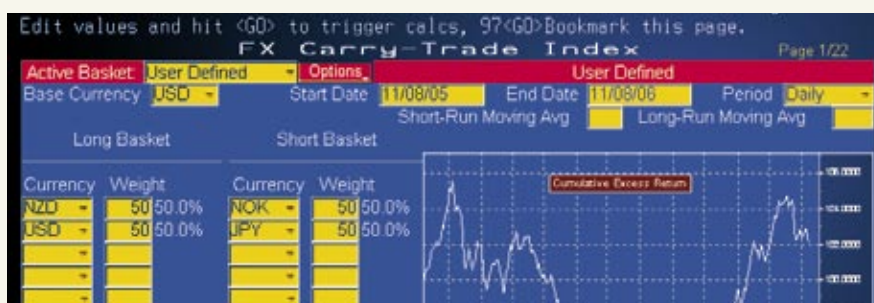 Edit values and hit <GO> to trigger calcs, 97<GO>Bookmark this page.
FX Carry-Trade Index Page 1/22
Active Basket: User Defined Options User Defined
Base Currency USD Start Date 11/08/05 End Date 11/08/06 Period Daily
Short-Run Moving Avg Long-Run Moving Avg
Long Basket Short Basket
Currency Weight Currency Weight
Cumulative Excess Return
NZD 50 50.0% NOK 50 50.0%
USD 50 50.0% JPY 50 50.0%